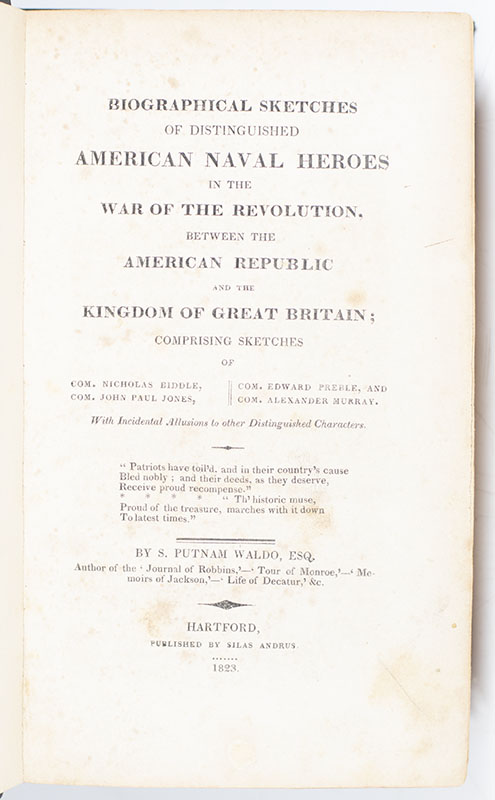 BIOGRAPHICAL SKETCHES
OF DISTINGUISHED
AMERICAN NAVAL HEROES
IN THE
WAR OF THE REVOLUTION,
BETWEEN THE
AMERICAN REPUBLIC
AND THE
KINGDOM OF GREAT BRITAIN;
COMPRISING SKETCHES
OF
COM. NICHOLAS BIDDLE,
COM. JOHN PAUL JONES,
COM. EDWARD PREBLE, AND
COM. ALEXANDER MURRAY.
With Incidental Allusions to other Distinguished Characters.
" Patriots have toil'd, and in their country's cause
Bled nobly ; and their deeds, as they deserve,
Receive proud recompense."
* * * * " Th' historic muse,
Proud of the treasure, marches with it down
To latest times."
BY S. PUTNAM WALDO, ESQ.
Author of the ' Journal of Robbins,'—' Tour of Monroe,'—' Me-
moirs of Jackson,'—' Life of Decatur,' &c.
HARTFORD,
PUBLISHED BY SILAS ANDRUS.
1823.